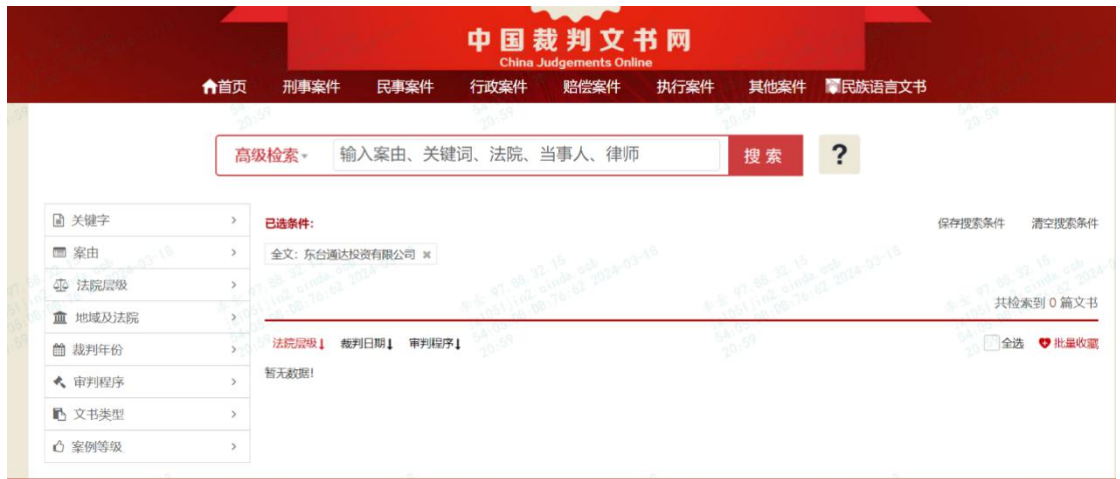 中国裁判文书网
China Judgements Online
首页 刑事案件 民事案件 行政案件 赔偿案件 执行案件 其他案件 民族语言文书
高级检索 输入案由、关键词、法院、当事人、律师 搜索 ?
关键字
案由
法院层级
地域及法院
裁判年份
审判程序
文书类型
案例等级
已选条件:
保存搜索条件 清空搜索条件
全文：东台通达投资有限公司
共检索到 0 篇文书
法院层级 裁判日期 审判程序
全选 批量收藏
暂无数据!